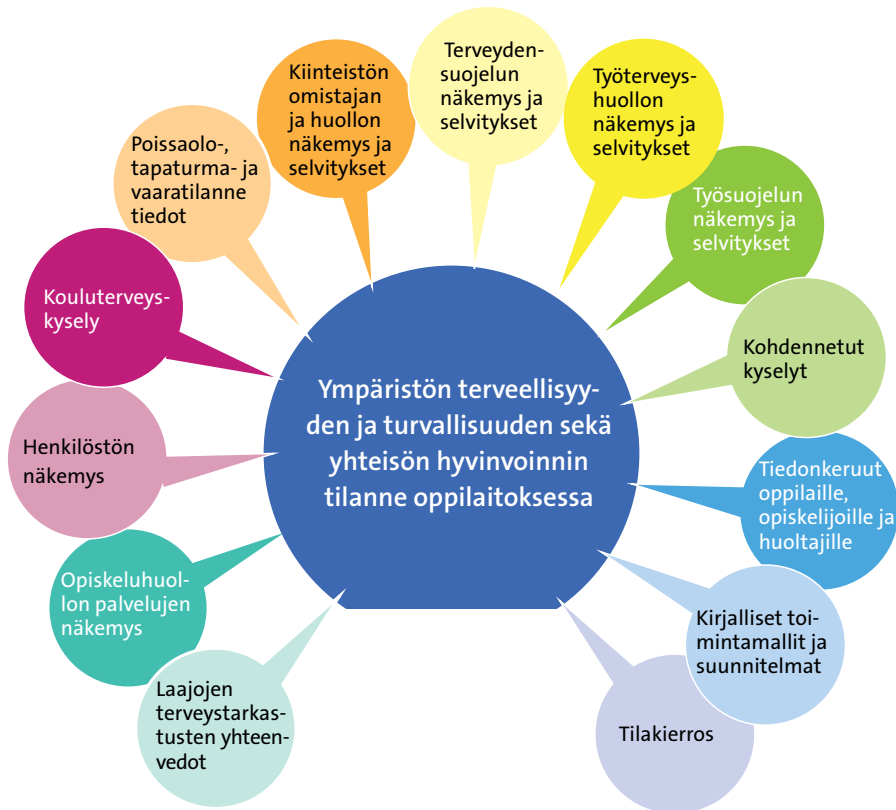 Terveyden-
suojelun
näkemys ja
selvitykset
Kiinteistön
omistajan
ja huollon
näkemys ja
selvitykset
Työterveys-
huollon
näkemys ja
selvitykset
Poissaolo-,
tapaturma- ja
vaaratilanne
tiedot
Työsuojelun
näkemys ja
selvitykset
Kouluterveys-
kysely
Kohdennetut
kyselyt
Ympäristön terveellisyy-
den ja turvallisuuden sekä
yhteisön hyvinvoinnin
tilanne oppilaitoksessa
Henkilöstön
näkemys
Tiedonkeruut
oppilaille,
opiskelijoille ja
huoltajille
Opiskeluhuol-
lon palvelujen
näkemys
Kirjalliset toi-
mintamallit ja
suunnitelmat
Laajojen
terveystarkas-
tusten yhteen-
vedot
Tilakierros